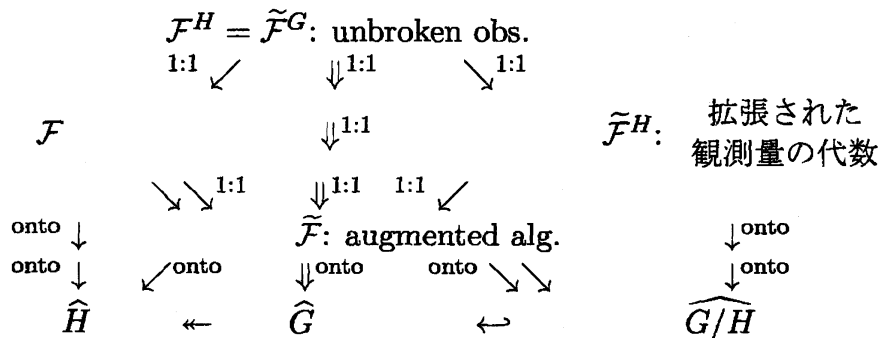 𝓕^H = 𝓕̃^G: unbroken obs.
1:1 ↙ ⇓ 1:1 ↘ 1:1
𝓕 ⇓ 1:1 𝓕̃^H: 拡張された
観測量の代数
↘ ↘ 1:1 ⇓ 1:1 1:1 ↙
onto ↓ 𝓕̃: augmented alg. ↓ onto
onto ↓ ↙ onto ⇓ onto onto ↘ ↘ ↓ onto
Ĥ ↞ Ĝ ↩ \widehat{G/H}